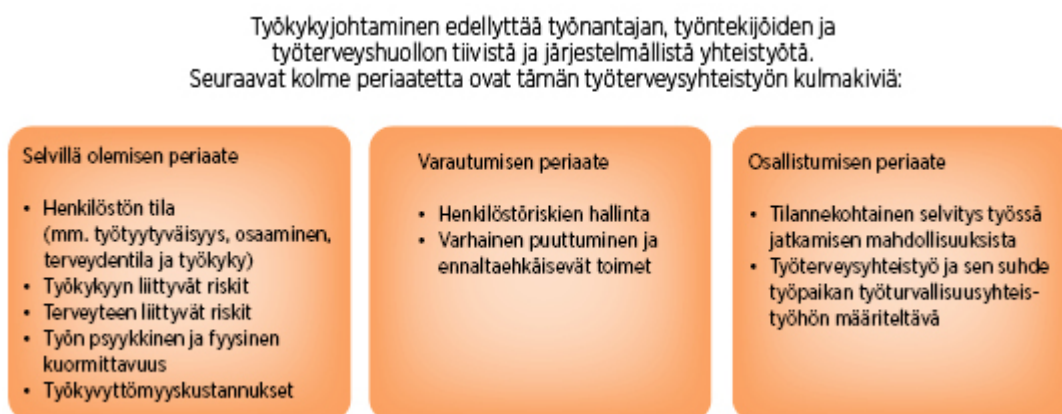 Työkykyjohtaminen edellyttää työnantajan, työntekijöiden ja
työterveyshuollon tiivistä ja järjestelmällistä yhteistyötä.
Seuraavat kolme periaatetta ovat tämän työterveysyhteistyön kulmakiviä:
Selvillä olemisen periaate
• Henkilöstön tila
(mm. työtyytyväisyys, osaaminen,
terveydentila ja työkyky)
• Työkykyyn liittyvät riskit
• Terveyteen liittyvät riskit
• Työn psyykkinen ja fyysinen
kuormittavuus
• Työkyvyttömyyskustannukset
Varautumisen periaate
• Henkilöstöriskien hallinta
• Varhainen puuttuminen ja
ennaltaehkäisevät toimet
Osallistumisen periaate
• Tilannekohtainen selvitys työssä
jatkamisen mahdollisuuksista
• Työterveysyhteistyö ja sen suhde
työpaikan työturvallisuusyhteis-
työhön määriteltävä